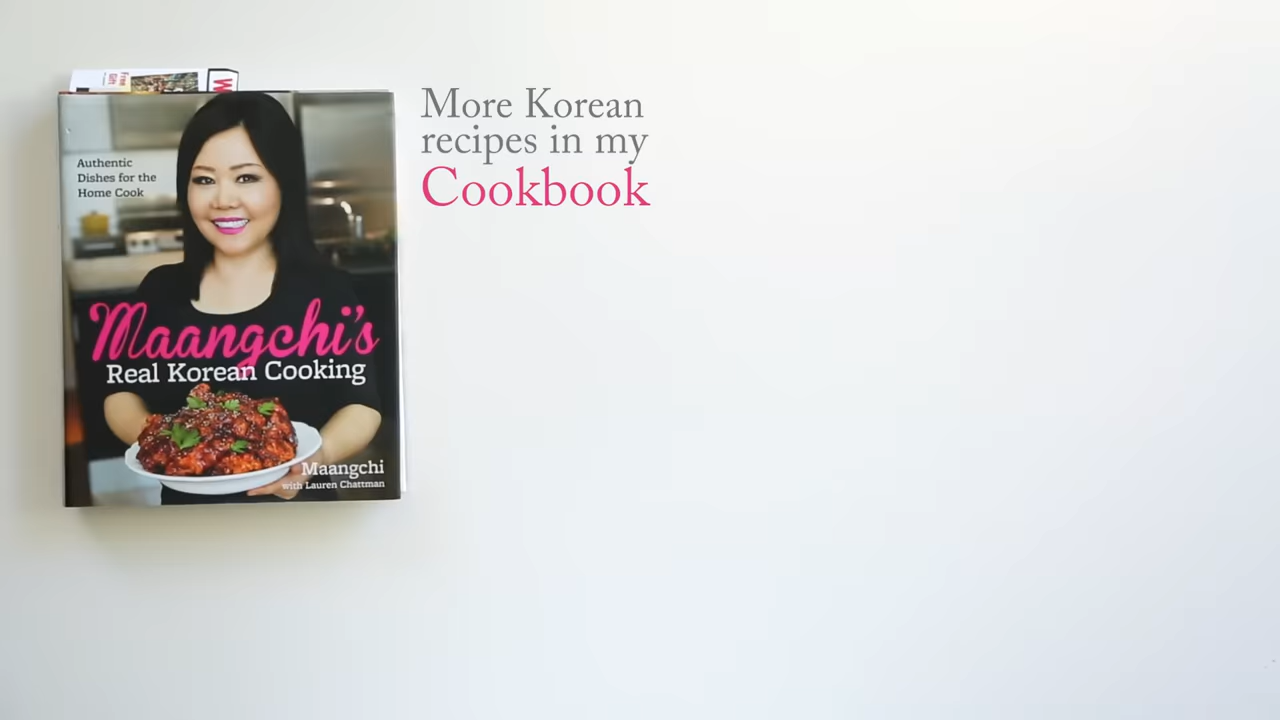 Authentic
Dishes for the
Home Cook
Maangchi's
Real Korean Cooking
Maangchi
with Lauren Chattman
More Korean
recipes in my
Cookbook